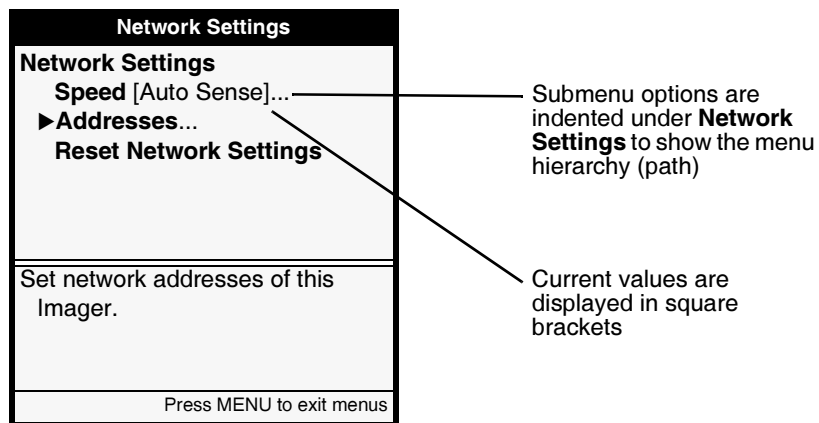 Network Settings
Network Settings
Speed [Auto Sense]...
▶Addresses...
Reset Network Settings
Set network addresses of this
Imager.
Press MENU to exit menus
Submenu options are
indented under Network
Settings to show the menu
hierarchy (path)
Current values are
displayed in square
brackets